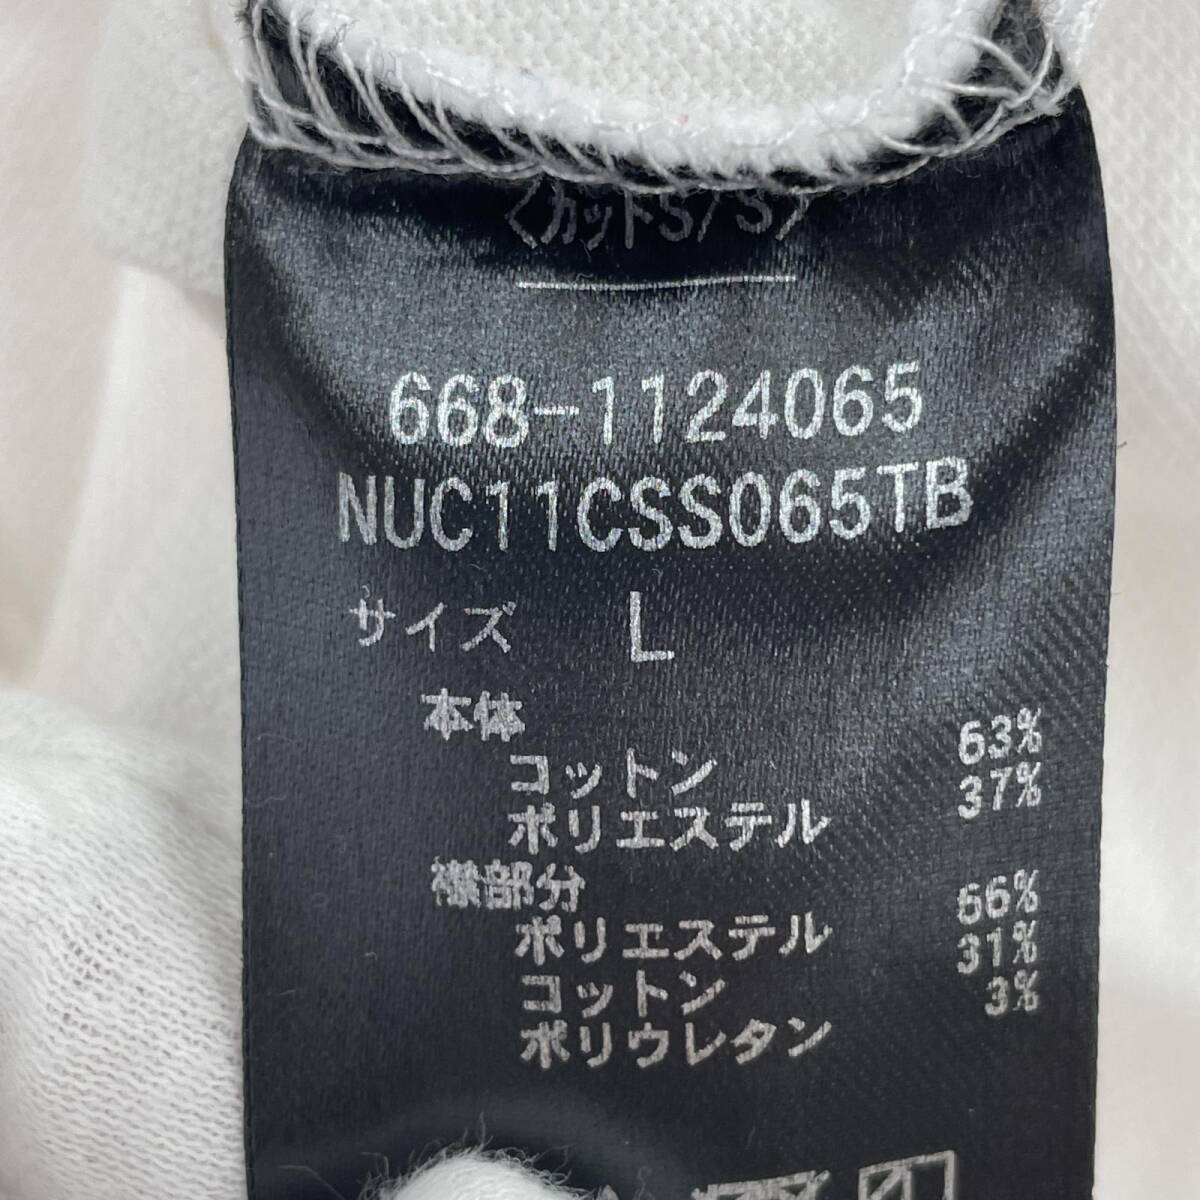 〈カットS/S〉
668-1124065
NUC11CSS065TB
サイズ L
本体
コットン 63%
ポリエステル 37%
襟部分
ポリエステル 66%
コットン 31%
ポリウレタン 3%